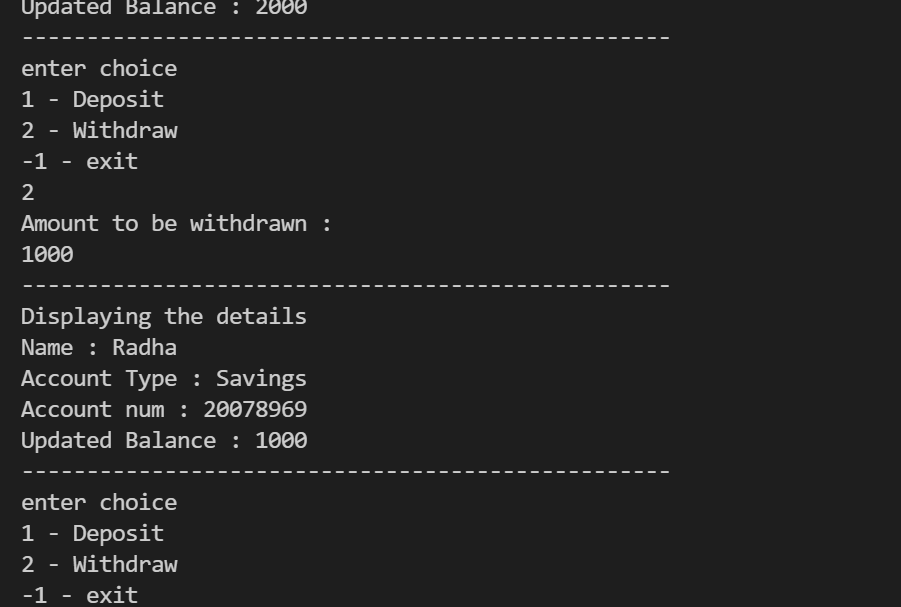 Updated Balance : 2000
--------------------------------------------------
enter choice
1 - Deposit
2 - Withdraw
-1 - exit
2
Amount to be withdrawn :
1000
--------------------------------------------------
Displaying the details
Name : Radha
Account Type : Savings
Account num : 20078969
Updated Balance : 1000
--------------------------------------------------
enter choice
1 - Deposit
2 - Withdraw
-1 - exit